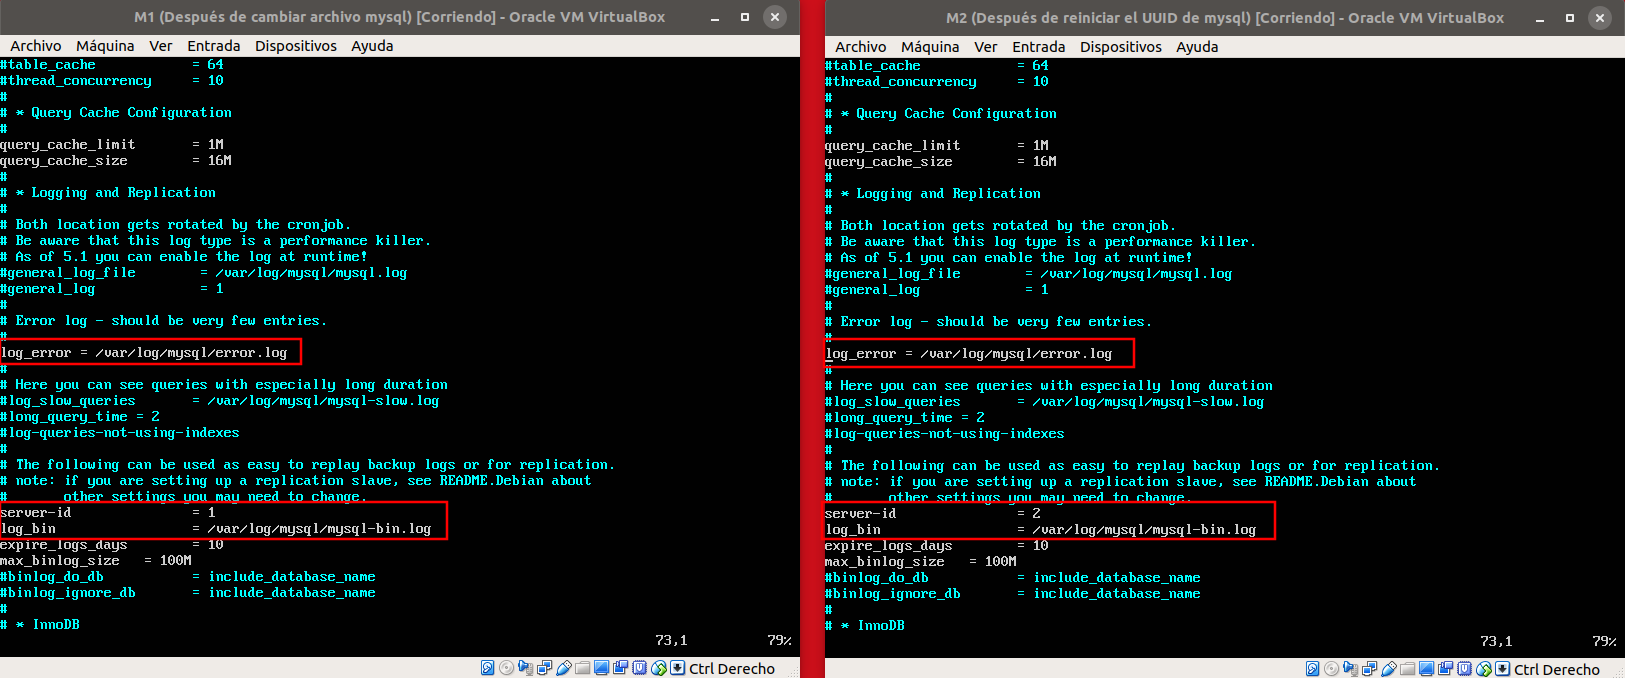 M1 (Después de cambiar archivo mysql) [Corriendo] - Oracle VM VirtualBox
Archivo Máquina Ver Entrada Dispositivos Ayuda
#table_cache = 64
#thread_concurrency = 10
#
# * Query Cache Configuration
#
query_cache_limit = 1M
query_cache_size = 16M
#
# * Logging and Replication
#
# Both location gets rotated by the cronjob.
# Be aware that this log type is a performance killer.
# As of 5.1 you can enable the log at runtime!
#general_log_file = /var/log/mysql/mysql.log
#general_log = 1
#
# Error log - should be very few entries.
#
log_error = /var/log/mysql/error.log
#
# Here you can see queries with especially long duration
#log_slow_queries = /var/log/mysql/mysql-slow.log
#long_query_time = 2
#log-queries-not-using-indexes
#
# The following can be used as easy to replay backup logs or for replication.
# note: if you are setting up a replication slave, see README.Debian about
# other settings you may need to change.
server-id = 1
log_bin = /var/log/mysql/mysql-bin.log
expire_logs_days = 10
max_binlog_size = 100M
#binlog_do_db = include_database_name
#binlog_ignore_db = include_database_name
#
# * InnoDB
73,1 79%
Ctrl Derecho
M2 (Después de reiniciar el UUID de mysql) [Corriendo] - Oracle VM VirtualBox
Archivo Máquina Ver Entrada Dispositivos Ayuda
#table_cache = 64
#thread_concurrency = 10
#
# * Query Cache Configuration
#
query_cache_limit = 1M
query_cache_size = 16M
#
# * Logging and Replication
#
# Both location gets rotated by the cronjob.
# Be aware that this log type is a performance killer.
# As of 5.1 you can enable the log at runtime!
#general_log_file = /var/log/mysql/mysql.log
#general_log = 1
#
# Error log - should be very few entries.
#
log_error = /var/log/mysql/error.log
#
# Here you can see queries with especially long duration
#log_slow_queries = /var/log/mysql/mysql-slow.log
#long_query_time = 2
#log-queries-not-using-indexes
#
# The following can be used as easy to replay backup logs or for replication.
# note: if you are setting up a replication slave, see README.Debian about
# other settings you may need to change.
server-id = 2
log_bin = /var/log/mysql/mysql-bin.log
expire_logs_days = 10
max_binlog_size = 100M
#binlog_do_db = include_database_name
#binlog_ignore_db = include_database_name
#
# * InnoDB
73,1 79%
Ctrl Derecho